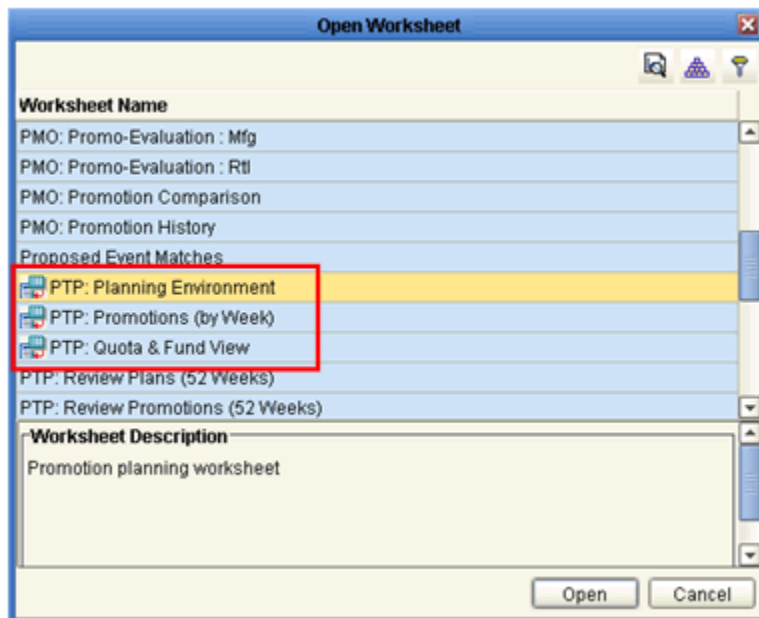 Open Worksheet
Worksheet Name
PMO: Promo-Evaluation : Mfg
PMO: Promo-Evaluation : Rtl
PMO: Promotion Comparison
PMO: Promotion History
Proposed Event Matches
PTP: Planning Environment
PTP: Promotions (by Week)
PTP: Quota & Fund View
PTP: Review Plans (52 Weeks)
PTP: Review Promotions (52 Weeks)
Worksheet Description
Promotion planning worksheet
Open Cancel